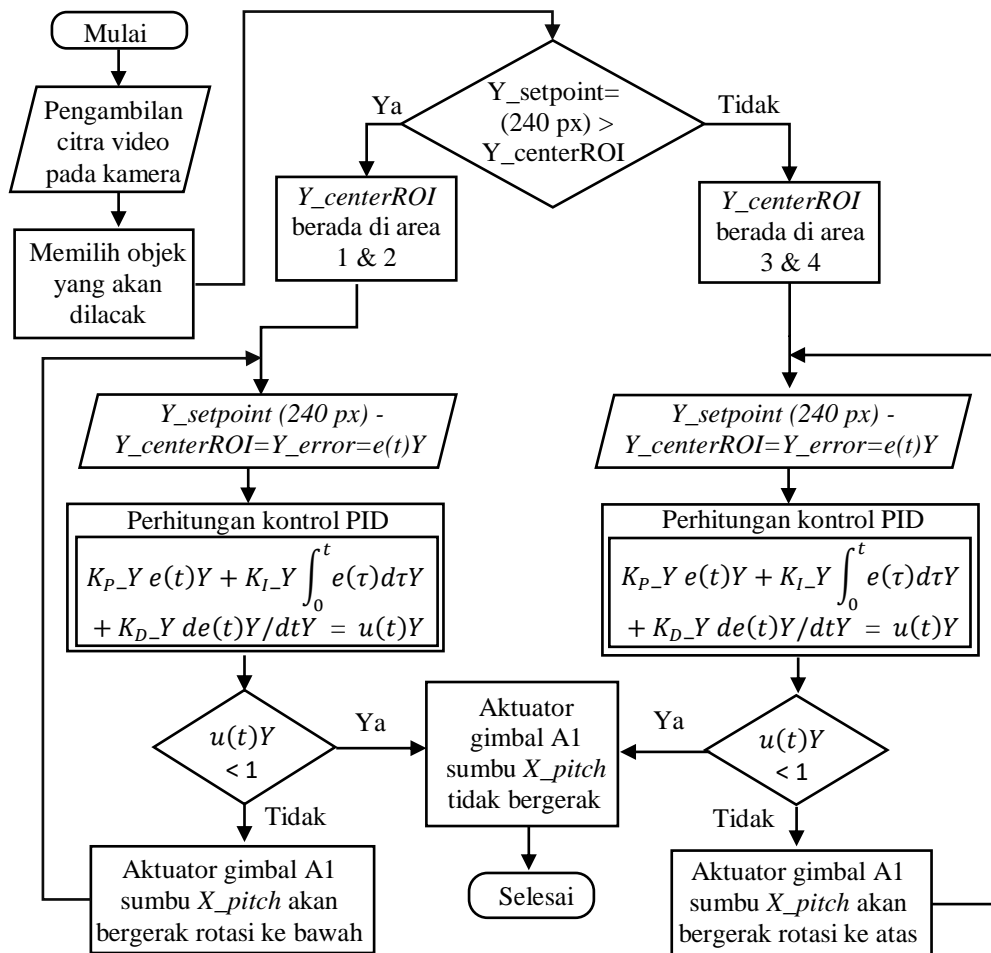 Mulai
Pengambilan
citra video
pada kamera
Memilih objek
yang akan
dilacak
Y_setpoint=
(240 px) >
Y_centerROI
Ya
Tidak
Y_centerROI
berada di area
1 & 2
Y_centerROI
berada di area
3 & 4
Y_setpoint (240 px) -
Y_centerROI=Y_error=e(t)Y
Perhitungan kontrol PID
K_P_Y e(t)Y + K_I_Y ∫_0^t e(τ)dτY
+ K_D_Y de(t)Y/dtY = u(t)Y
u(t)Y
< 1
Ya
Tidak
Aktuator gimbal A1
sumbu X_pitch akan
bergerak rotasi ke bawah
Y_setpoint (240 px) -
Y_centerROI=Y_error=e(t)Y
Perhitungan kontrol PID
K_P_Y e(t)Y + K_I_Y ∫_0^t e(τ)dτY
+ K_D_Y de(t)Y/dtY = u(t)Y
u(t)Y
< 1
Ya
Tidak
Aktuator gimbal A1
sumbu X_pitch akan
bergerak rotasi ke atas
Aktuator
gimbal A1
sumbu X_pitch
tidak bergerak
Selesai